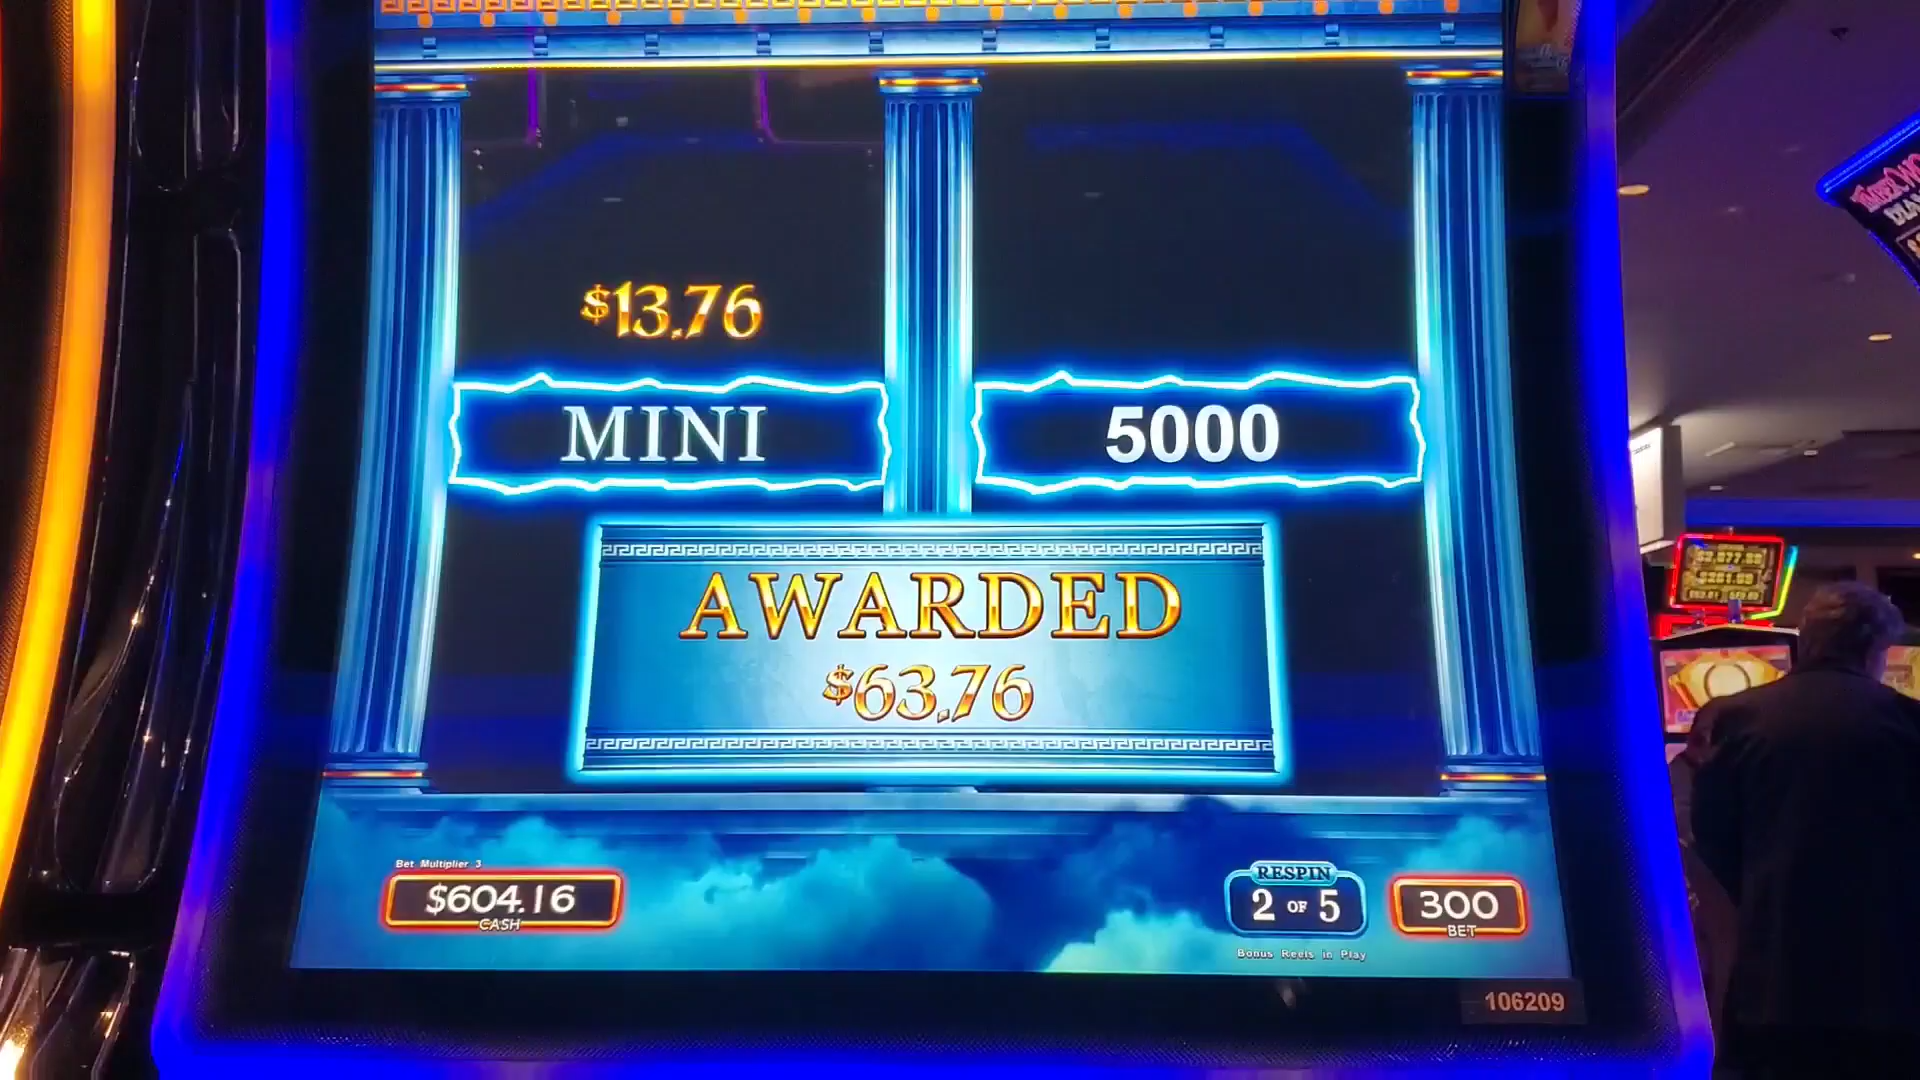 $13.76
MINI
5000
AWARDED
$63.76
Bet Multiplier 3
$604.16
CASH
RESPIN
2 OF 5
Bonus Reels in Play
300
BET
106209